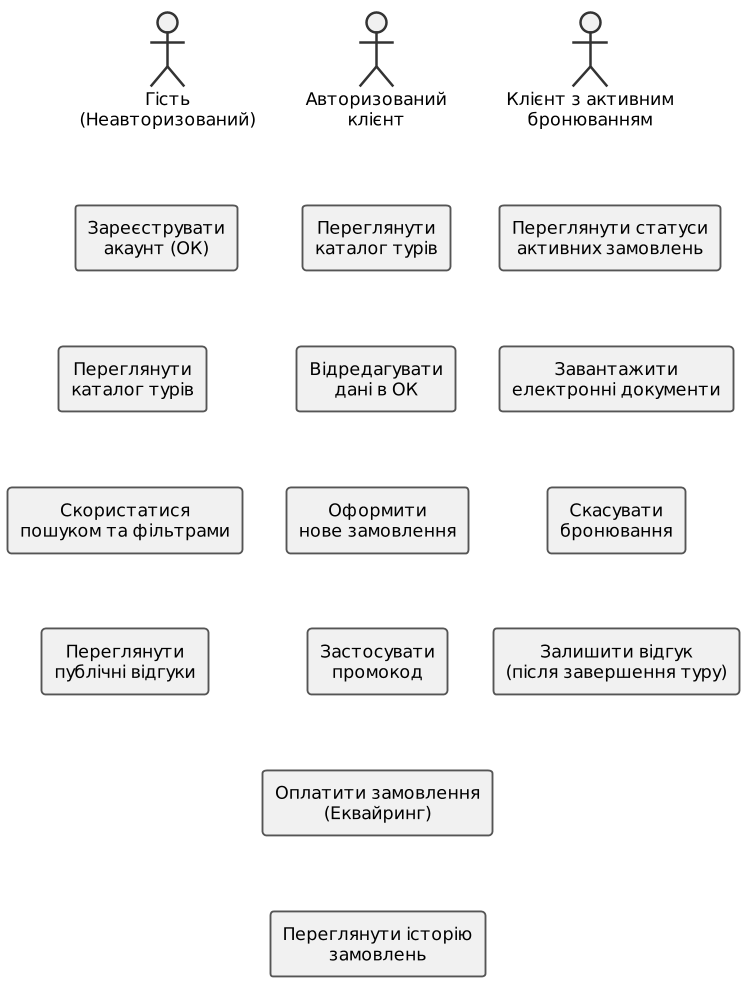 Гість
(Неавторизований)
Авторизований
клієнт
Клієнт з активним
бронюванням
Зареєструвати
акаунт (ОК)
Переглянути
каталог турів
Переглянути статуси
активних замовлень
Переглянути
каталог турів
Відредагувати
дані в ОК
Завантажити
електронні документи
Скористатися
пошуком та фільтрами
Оформити
нове замовлення
Скасувати
бронювання
Переглянути
публічні відгуки
Застосувати
промокод
Залишити відгук
(після завершення туру)
Оплатити замовлення
(Еквайринг)
Переглянути історію
замовлень